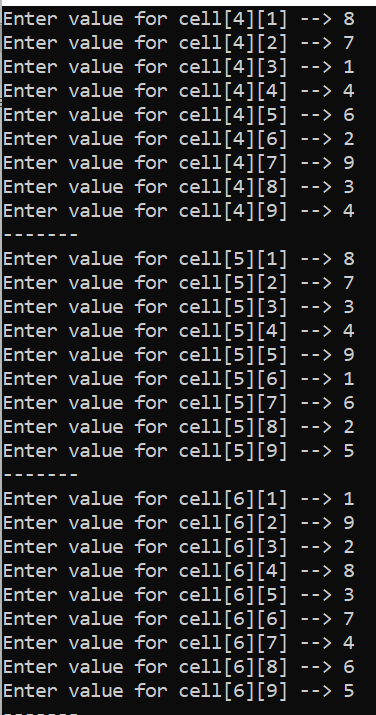 Enter value for cell[4][1] --> 8
Enter value for cell[4][2] --> 7
Enter value for cell[4][3] --> 1
Enter value for cell[4][4] --> 4
Enter value for cell[4][5] --> 6
Enter value for cell[4][6] --> 2
Enter value for cell[4][7] --> 9
Enter value for cell[4][8] --> 3
Enter value for cell[4][9] --> 4
-------
Enter value for cell[5][1] --> 8
Enter value for cell[5][2] --> 7
Enter value for cell[5][3] --> 3
Enter value for cell[5][4] --> 4
Enter value for cell[5][5] --> 9
Enter value for cell[5][6] --> 1
Enter value for cell[5][7] --> 6
Enter value for cell[5][8] --> 2
Enter value for cell[5][9] --> 5
-------
Enter value for cell[6][1] --> 1
Enter value for cell[6][2] --> 9
Enter value for cell[6][3] --> 2
Enter value for cell[6][4] --> 8
Enter value for cell[6][5] --> 3
Enter value for cell[6][6] --> 7
Enter value for cell[6][7] --> 4
Enter value for cell[6][8] --> 6
Enter value for cell[6][9] --> 5
-------